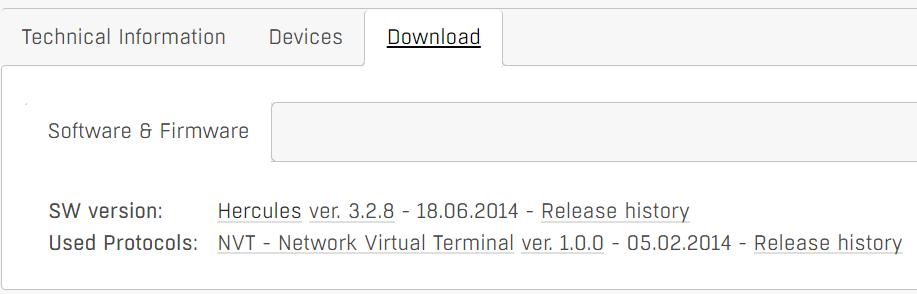 Technical Information Devices Download
Software & Firmware
SW version: Hercules ver. 3.2.8 - 18.06.2014 - Release history
Used Protocols: NVT - Network Virtual Terminal ver. 1.0.0 - 05.02.2014 - Release history